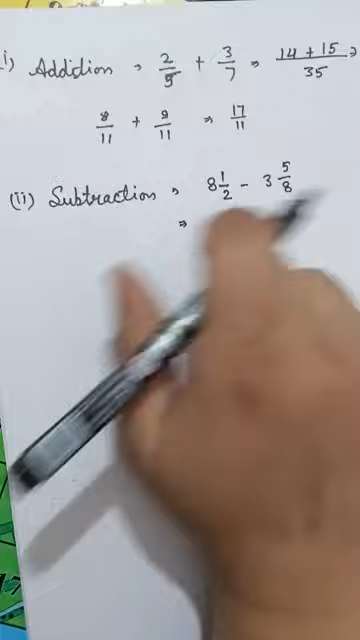 i) Addition → 2/5 + 3/7 ⇒ 14 + 15/35 ⇒
8/11 + 9/11 ⇒ 17/11
(ii) Subtraction → 8 1/2 - 3 5/8
⇒